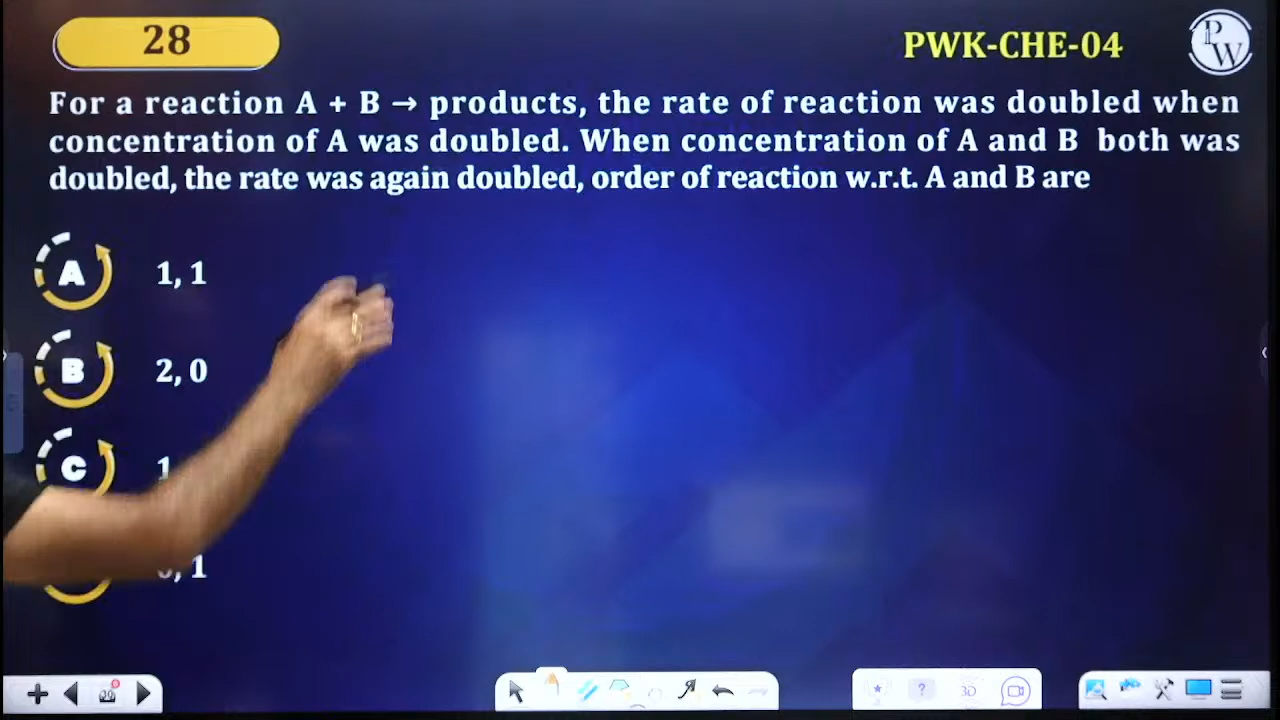 28
PWK-CHE-04
P
W
For a reaction A + B → products, the rate of reaction was doubled when
concentration of A was doubled. When concentration of A and B both was
doubled, the rate was again doubled, order of reaction w.r.t. A and B are
A 1, 1
B 2, 0
C 1
, 1
+
?
3D